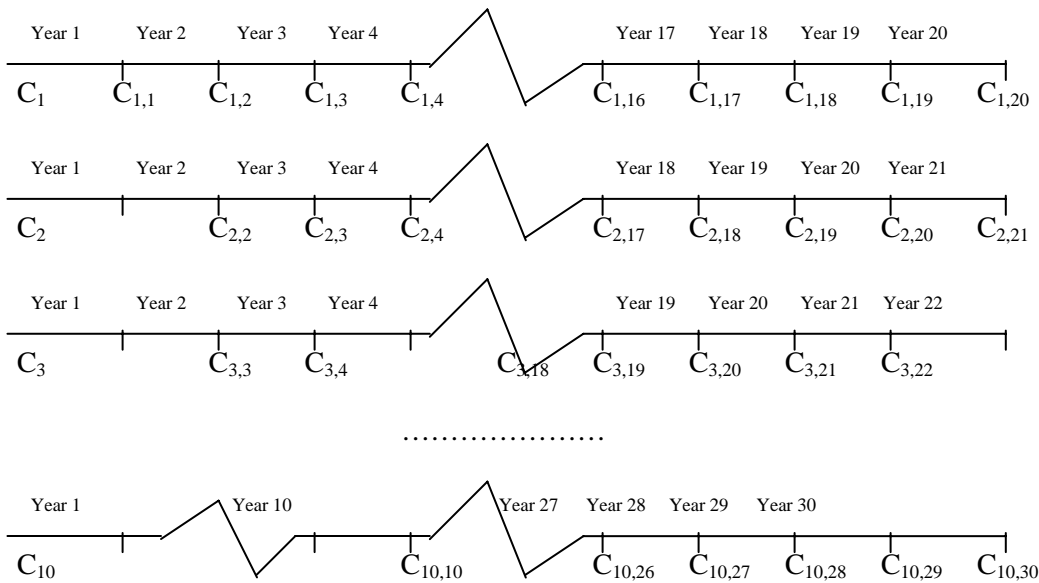 Year 1 Year 2 Year 3 Year 4 Year 17 Year 18 Year 19 Year 20
C1 C1,1 C1,2 C1,3 C1,4 C1,16 C1,17 C1,18 C1,19 C1,20
Year 1 Year 2 Year 3 Year 4 Year 18 Year 19 Year 20 Year 21
C2 C2,2 C2,3 C2,4 C2,17 C2,18 C2,19 C2,20 C2,21
Year 1 Year 2 Year 3 Year 4 Year 19 Year 20 Year 21 Year 22
C3 C3,3 C3,4 C3,18 C3,19 C3,20 C3,21 C3,22
.....................
Year 1 Year 10 Year 27 Year 28 Year 29 Year 30
C10 C10,10 C10,26 C10,27 C10,28 C10,29 C10,30